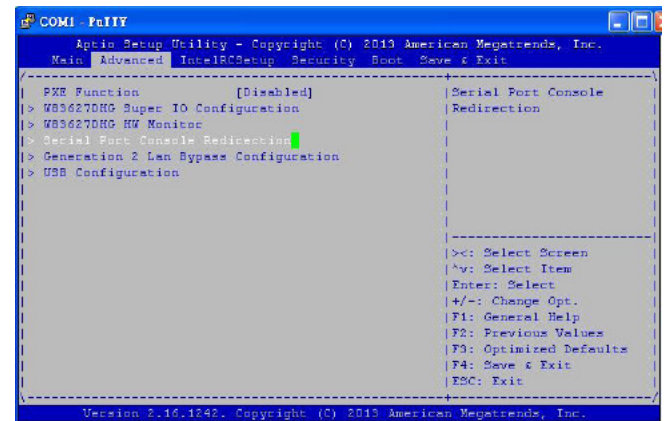 COM1 - PuTTY
Aptio Setup Utility - Copyright (C) 2013 American Megatrends, Inc.
Main Advanced IntelRCSetup Security Boot Save & Exit
PXE Function [Disabled]
> W83627DHG Super IO Configuration
> W83627DHG HW Monitor
> Serial Port Console Redirection
> Generation 2 Lan Bypass Configuration
> USB Configuration
Serial Port Console
Redirection
><: Select Screen
^v: Select Item
Enter: Select
+/-: Change Opt.
F1: General Help
F2: Previous Values
F3: Optimized Defaults
F4: Save & Exit
ESC: Exit
Version 2.16.1242. Copyright (C) 2013 American Megatrends, Inc.